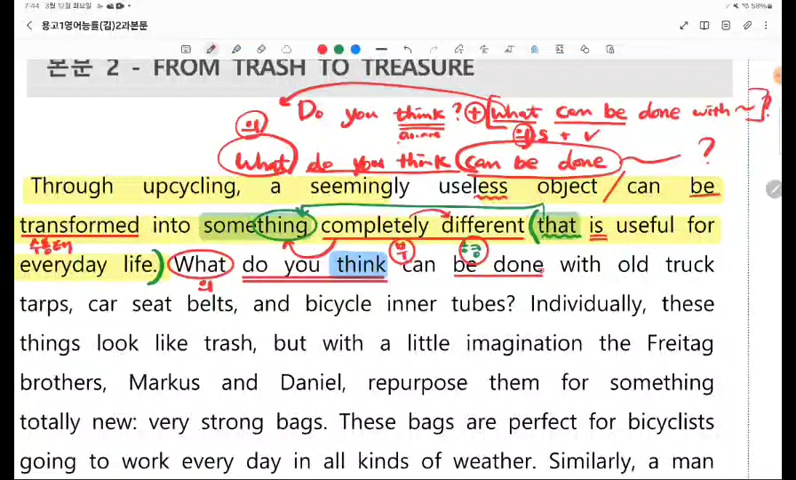 7:44 3월 12일 화요일
58%
용고1영어능률(김)2과본문
본문 2 - FROM TRASH TO TREASURE
Do you think? + What can be done with ~ ?
의 의 S + V
What do you think can be done ~ ?
Through upcycling, a seemingly useless object / can be
transformed into something completely different (that is useful for
수동태 부 형
everyday life.) What do you think can be done with old truck
의
tarps, car seat belts, and bicycle inner tubes? Individually, these
things look like trash, but with a little imagination the Freitag
brothers, Markus and Daniel, repurpose them for something
totally new: very strong bags. These bags are perfect for bicyclists
going to work every day in all kinds of weather. Similarly, a man